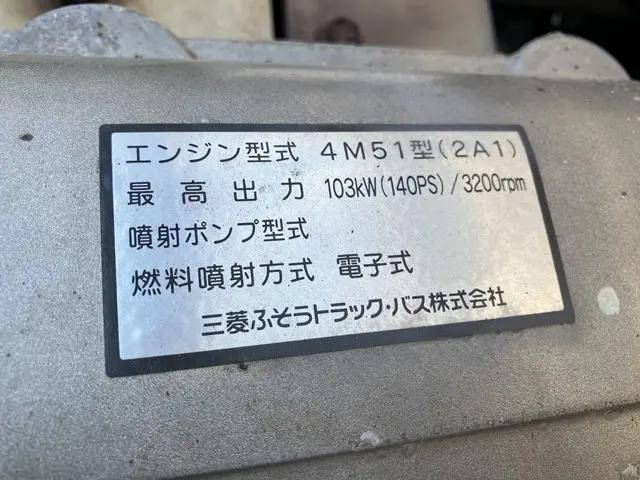 エンジン型式 4M51型(2A1)
最高出力 103kW(140PS)/3200rpm
噴射ポンプ型式
燃料噴射方式 電子式
三菱ふそうトラック・バス株式会社